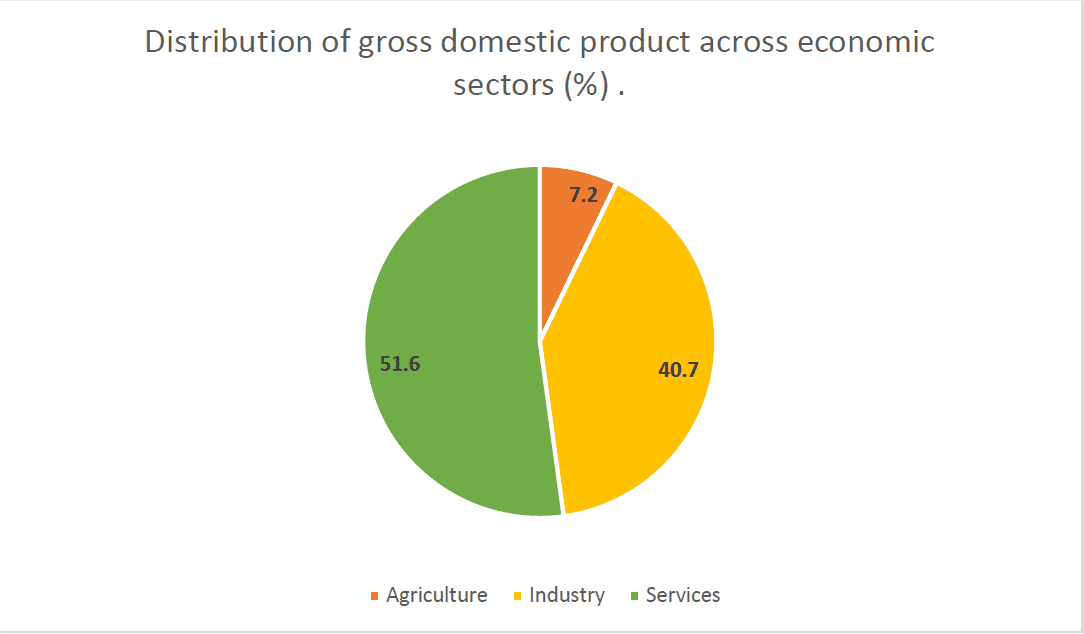 Distribution of gross domestic product across economic
sectors (%) .
7.2
51.6
40.7
Agriculture Industry Services